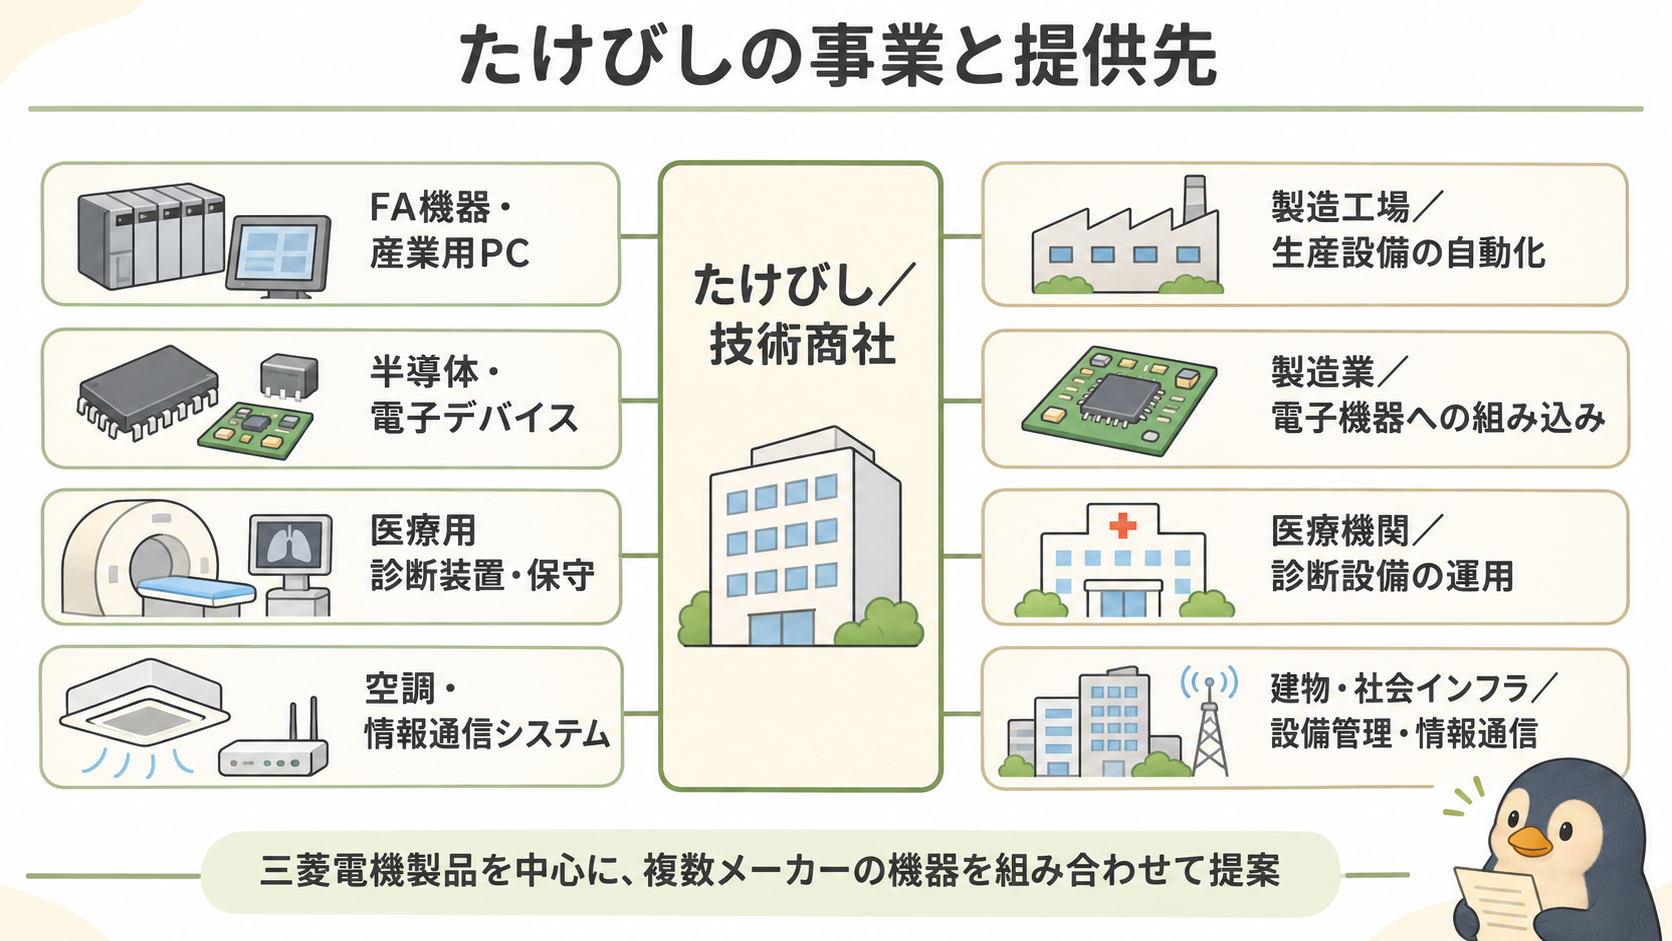 たけびしの事業と提供先
FA機器・
産業用PC
半導体・
電子デバイス
医療用
診断装置・保守
空調・
情報通信システム
たけびし／
技術商社
製造工場／
生産設備の自動化
製造業／
電子機器への組み込み
医療機関／
診断設備の運用
建物・社会インフラ／
設備管理・情報通信
三菱電機製品を中心に、複数メーカーの機器を組み合わせて提案